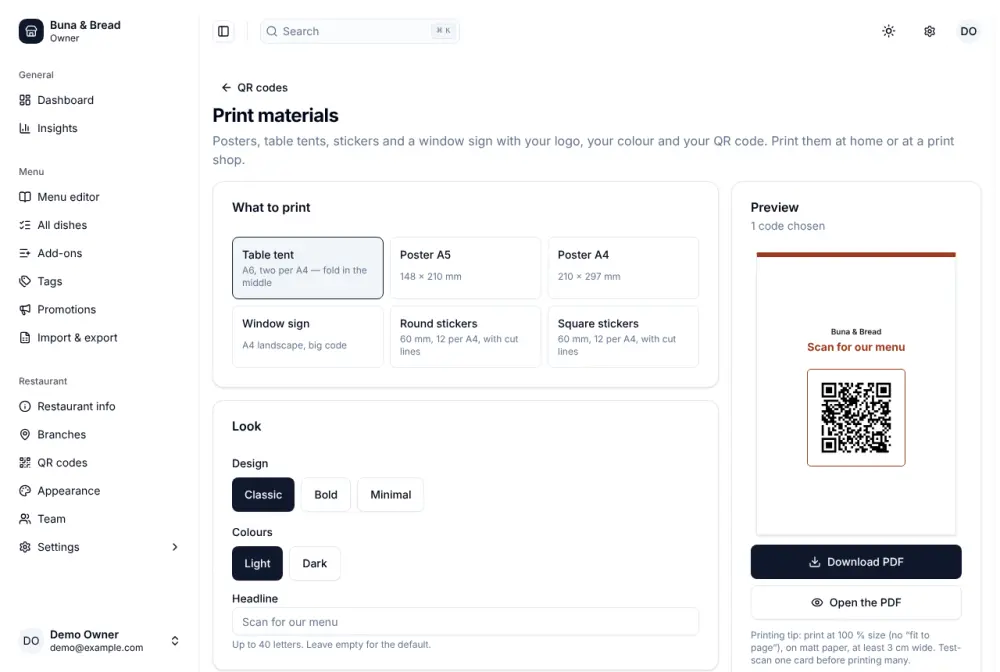 Buna & Bread
Owner
General
Dashboard
Insights
Menu
Menu editor
All dishes
Add-ons
Tags
Promotions
Import & export
Restaurant
Restaurant info
Branches
QR codes
Appearance
Team
Settings
DO
Demo Owner
demo@example.com
Search
⌘ K
DO
QR codes
Print materials
Posters, table tents, stickers and a window sign with your logo, your colour and your QR code. Print them at home or at a print
shop.
What to print
Table tent
A6, two per A4 — fold in the
middle
Poster A5
148 × 210 mm
Poster A4
210 × 297 mm
Window sign
A4 landscape, big code
Round stickers
60 mm, 12 per A4, with cut
lines
Square stickers
60 mm, 12 per A4, with cut
lines
Look
Design
Classic
Bold
Minimal
Colours
Light
Dark
Headline
Scan for our menu
Up to 40 letters. Leave empty for the default.
Preview
1 code chosen
Buna & Bread
Scan for our menu
Download PDF
Open the PDF
Printing tip: print at 100 % size (no "fit to
page"), on matt paper, at least 3 cm wide. Test-
scan one card before printing many.